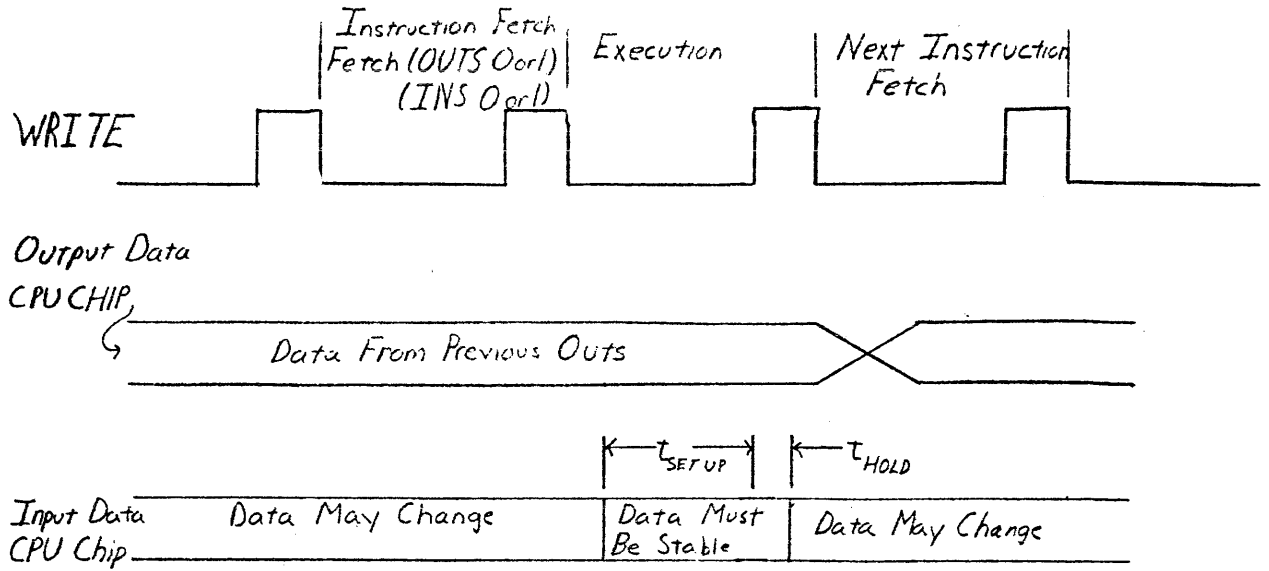 Instruction Fetch
Fetch (OUTS 0 or 1)
(INS 0 or 1)
Execution
Next Instruction
Fetch
WRITE
Output Data
CPU CHIP
Data From Previous Outs
tSETUP
tHOLD
Input Data
CPU Chip
Data May Change
Data Must
Be Stable
Data May Change